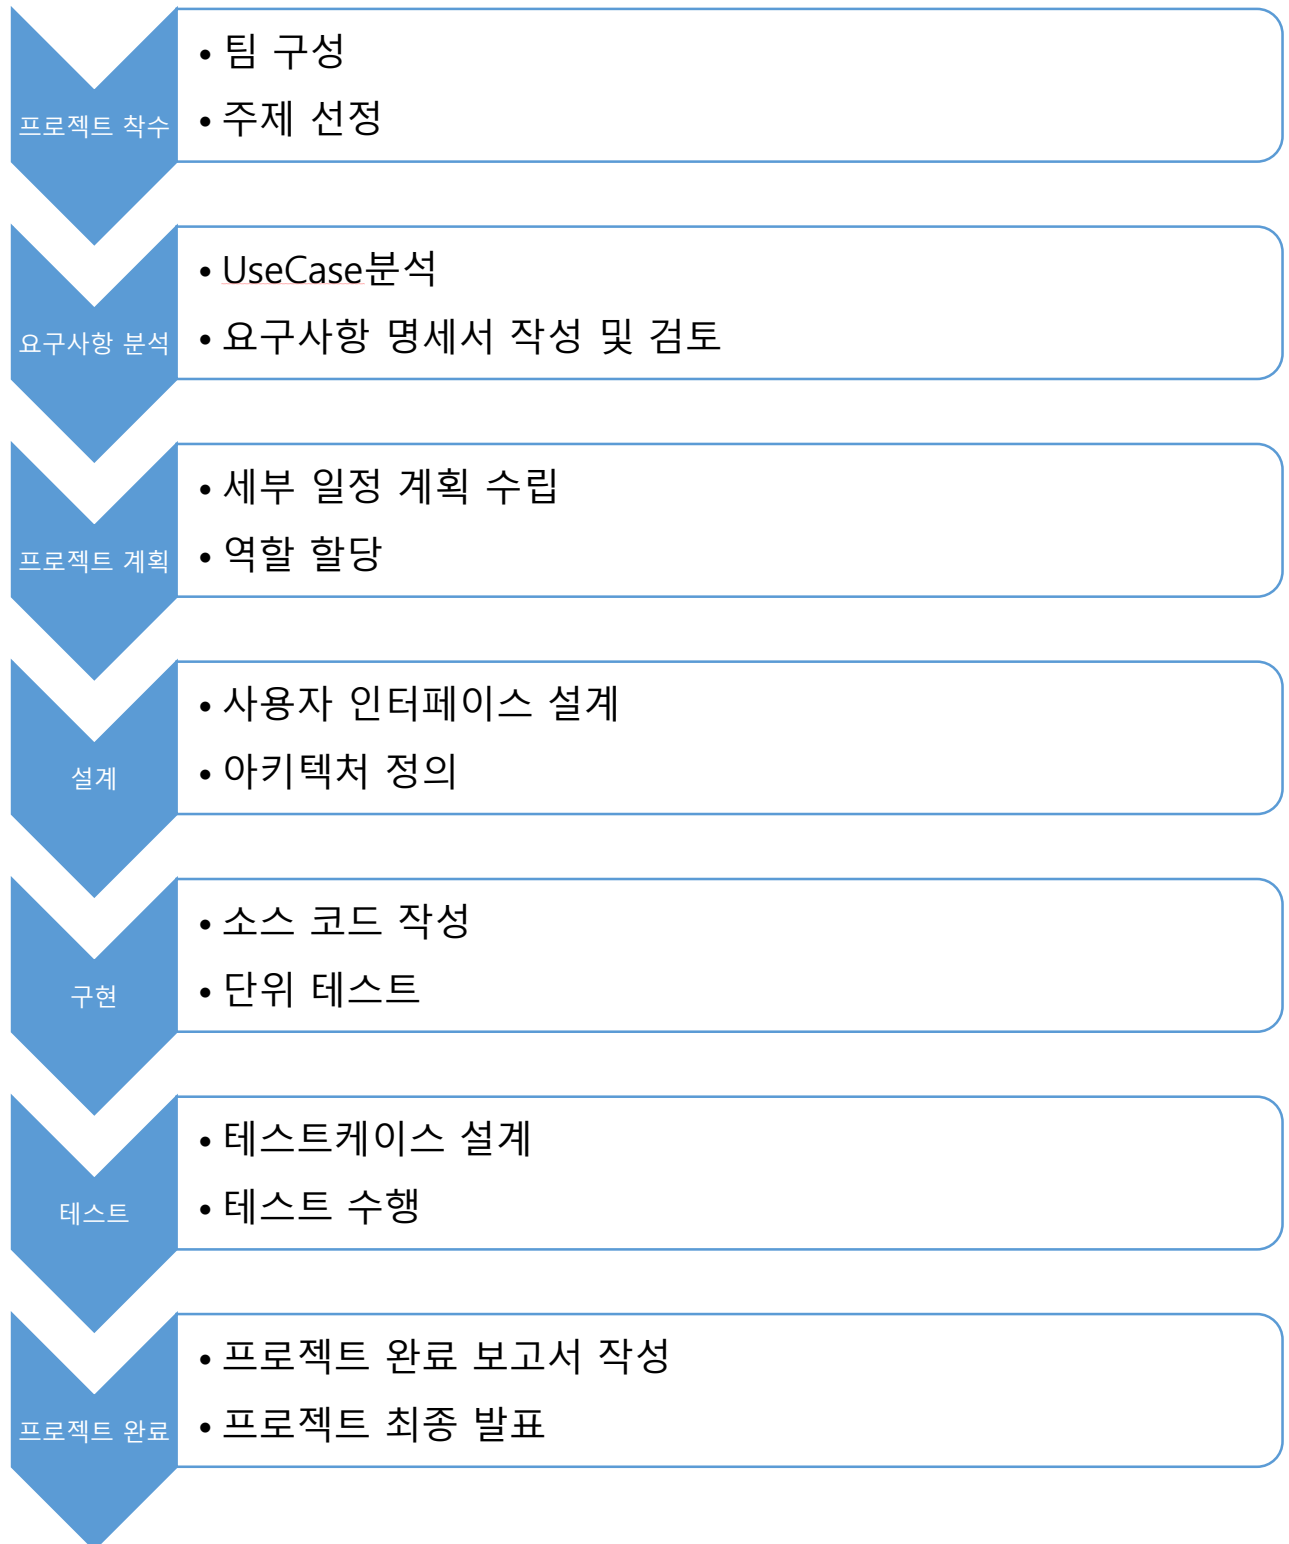 프로젝트 착수
• 팀 구성
• 주제 선정
요구사항 분석
• UseCase분석
• 요구사항 명세서 작성 및 검토
프로젝트 계획
• 세부 일정 계획 수립
• 역할 할당
설계
• 사용자 인터페이스 설계
• 아키텍처 정의
구현
• 소스 코드 작성
• 단위 테스트
테스트
• 테스트케이스 설계
• 테스트 수행
프로젝트 완료
• 프로젝트 완료 보고서 작성
• 프로젝트 최종 발표